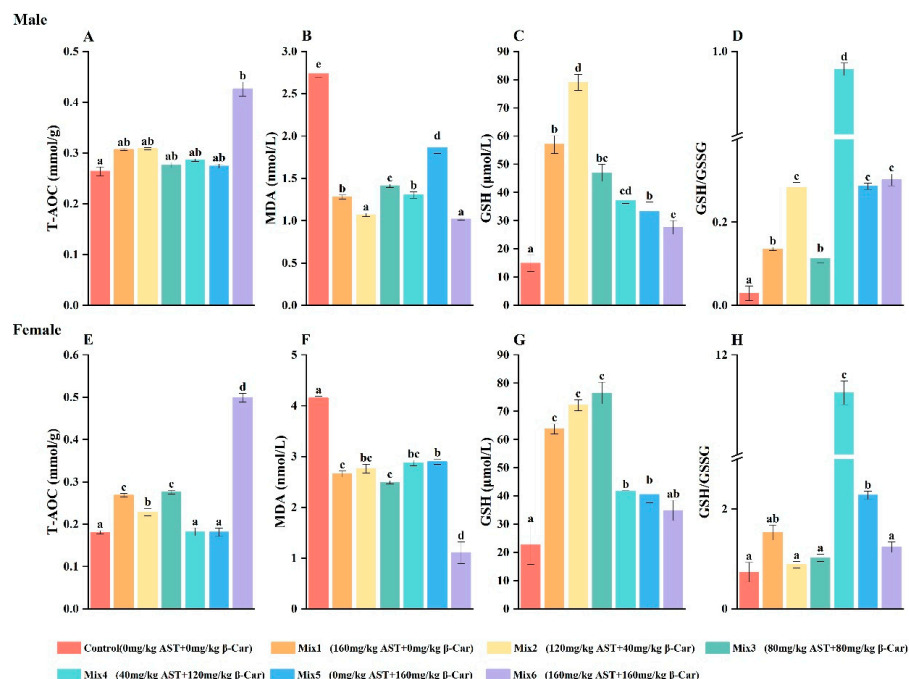 Male
A
B
C
D
T-AOC (mmol/g)
0.5
0.4
0.3
0.2
0.1
0.0
a
ab
ab
ab
ab
ab
b
MDA (nmol/L)
3.0
2.5
2.0
1.5
1.0
0.5
0.0
e
b
a
c
b
d
a
GSH (μmol/L)
90
80
70
60
50
40
30
20
10
0
a
b
d
bc
cd
b
e
GSH/GSSG
1.0
0.2
0.0
a
b
c
b
d
c
c
Female
E
F
G
H
T-AOC (mmol/g)
0.6
0.5
0.4
0.3
0.2
0.1
0.0
a
c
b
c
a
a
d
MDA (nmol/L)
5
4
3
2
1
0
a
c
bc
c
bc
b
d
GSH (μmol/L)
90
80
70
60
50
40
30
20
10
0
a
c
c
c
b
b
ab
GSH/GSSG
12
2
0
a
ab
a
a
c
b
a
Control(0mg/kg AST+0mg/kg β-Car) Mix1 (160mg/kg AST+0mg/kg β-Car) Mix2 (120mg/kg AST+40mg/kg β-Car) Mix3 (80mg/kg AST+80mg/kg β-Car)
Mix4 (40mg/kg AST+120mg/kg β-Car) Mix5 (0mg/kg AST+160mg/kg β-Car) Mix6 (160mg/kg AST+160mg/kg β-Car)